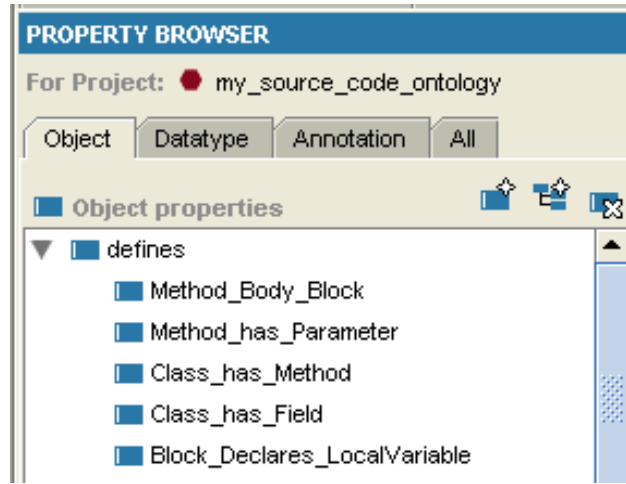 PROPERTY BROWSER
For Project: my_source_code_ontology
Object Datatype Annotation All
Object properties
defines
Method_Body_Block
Method_has_Parameter
Class_has_Method
Class_has_Field
Block_Declares_LocalVariable